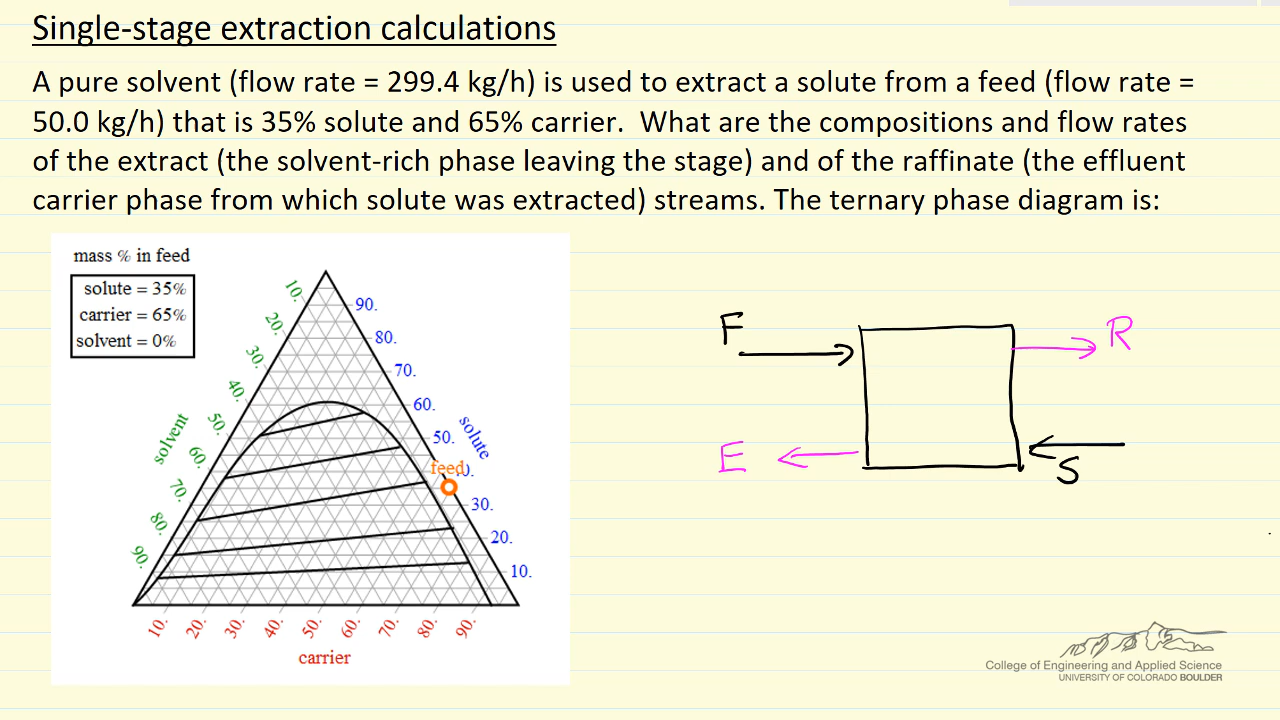 Single-stage extraction calculations
A pure solvent (flow rate = 299.4 kg/h) is used to extract a solute from a feed (flow rate =
50.0 kg/h) that is 35% solute and 65% carrier.  What are the compositions and flow rates
of the extract (the solvent-rich phase leaving the stage) and of the raffinate (the effluent
carrier phase from which solute was extracted) streams. The ternary phase diagram is:
mass % in feed
solute = 35%
carrier = 65%
solvent = 0%
10.
20.
30.
40.
50.
60.
70.
80.
90.
solvent
90.
80.
70.
60.
50.
30.
20.
10.
solute
feed
10.
20.
30.
40.
50.
60.
70.
80.
90.
carrier
F
R
E
S
College of Engineering and Applied Science
UNIVERSITY OF COLORADO BOULDER